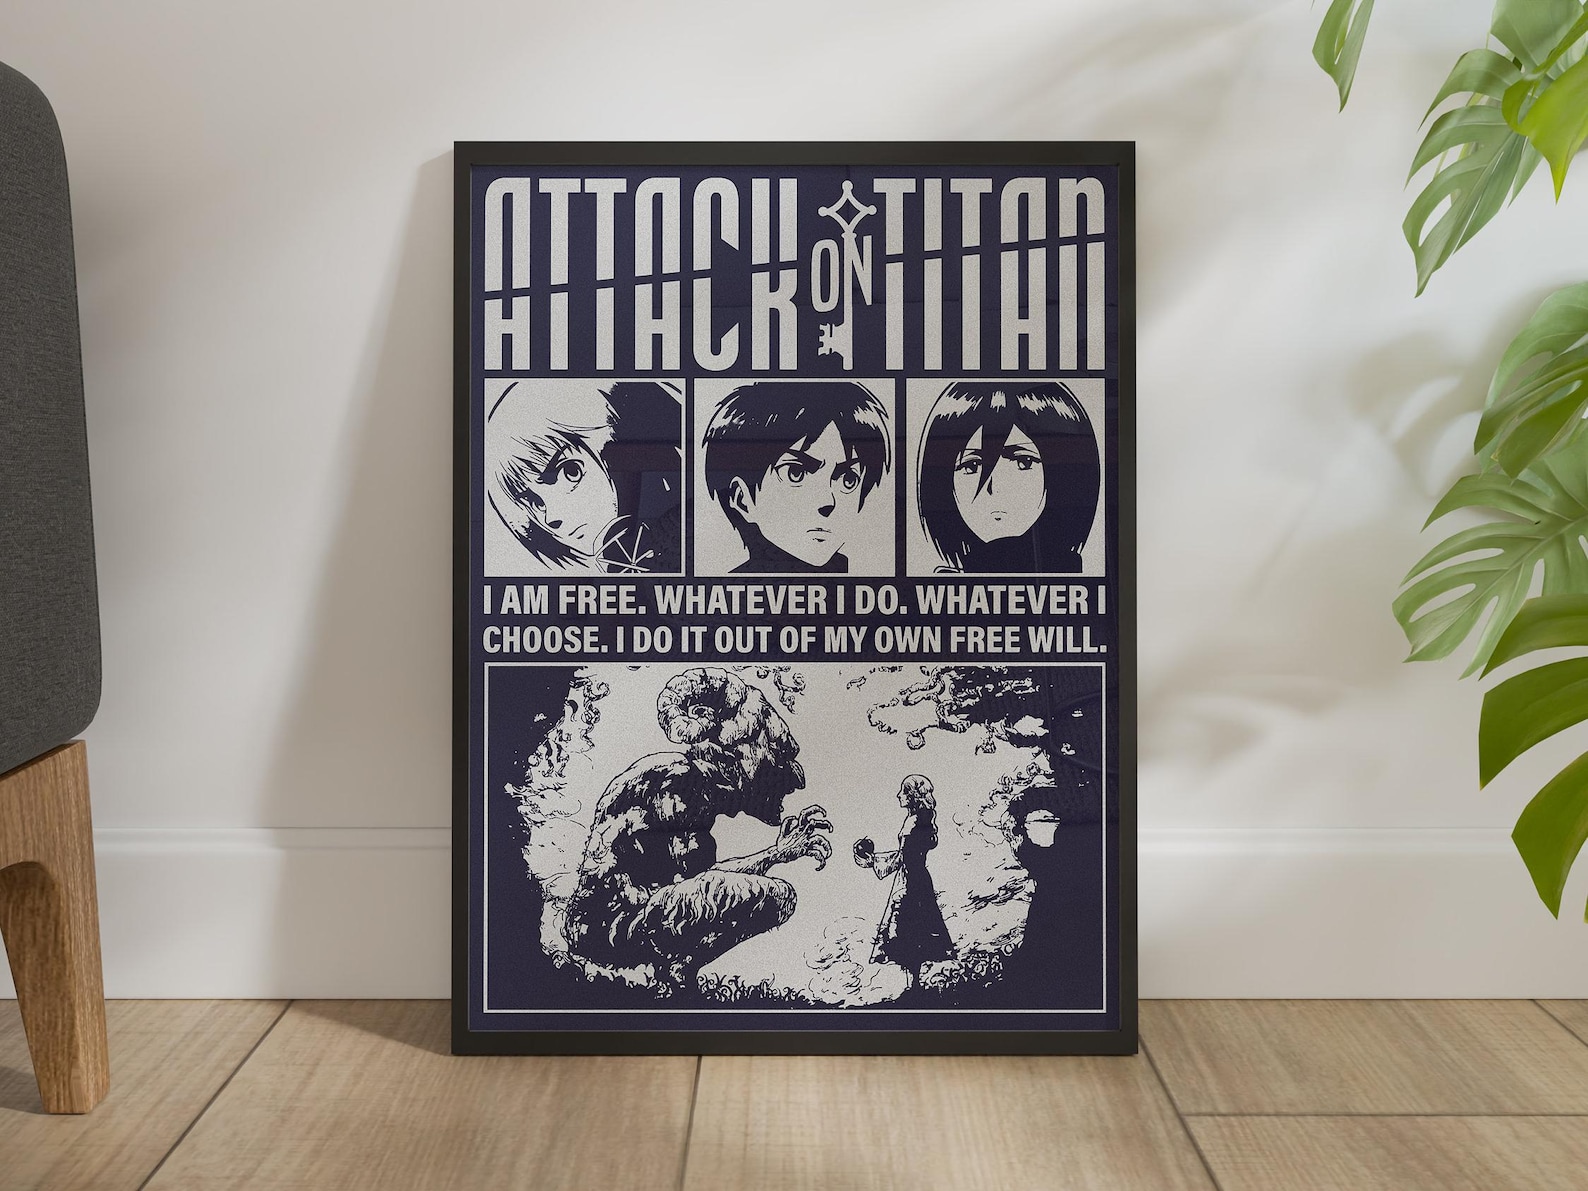 ATTACK ON TITAN
I AM FREE. WHATEVER I DO. WHATEVER I
CHOOSE. I DO IT OUT OF MY OWN FREE WILL.